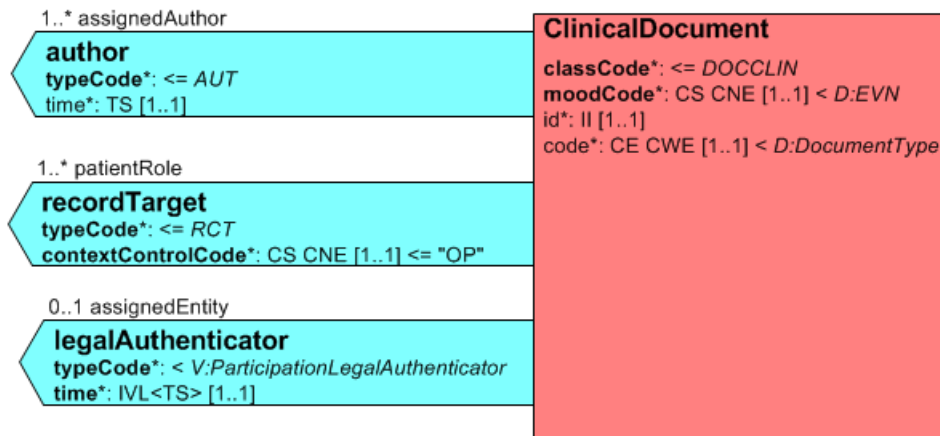 1..* assignedAuthor
author
typeCode*: <= AUT
time*: TS [1..1]
1..* patientRole
recordTarget
typeCode*: <= RCT
contextControlCode*: CS CNE [1..1] <= "OP"
0..1 assignedEntity
legalAuthenticator
typeCode*: < V:ParticipationLegalAuthenticator
time*: IVL<TS> [1..1]
ClinicalDocument
classCode*: <= DOCCLIN
moodCode*: CS CNE [1..1] < D:EVN
id*: II [1..1]
code*: CE CWE [1..1] < D:DocumentType